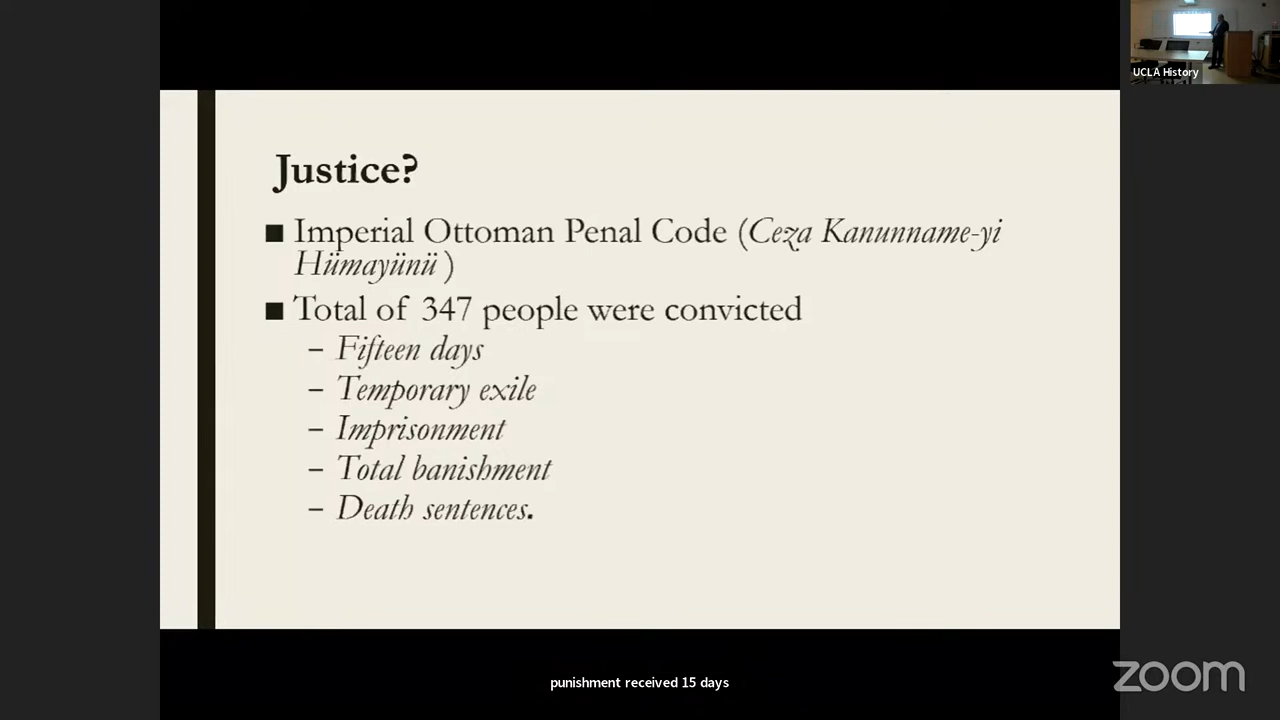 UCLA History
Justice?
■ Imperial Ottoman Penal Code (Ceza Kanunname-yi
Hümayünü )
■ Total of 347 people were convicted
– Fifteen days
– Temporary exile
– Imprisonment
– Total banishment
– Death sentences.
punishment received 15 days
zoom